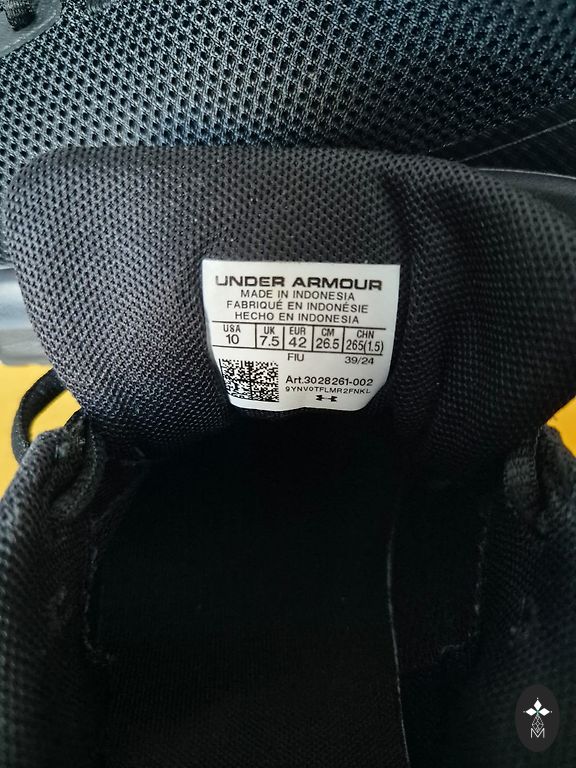 UNDER ARMOUR
MADE IN INDONESIA
FABRIQUÉ EN INDONÉSIE
HECHO EN INDONESIA
USA UK EUR CM CHN
10 7.5 42 26.5 265(1.5)
FIU 39/24
Art.3028261-002
9YNV0TFLMR2FNKL
M